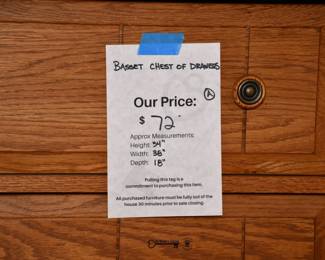 BASSET CHEST OF DRAWERS
A
Our Price:
$ 72
Approx Measurements:
Height: 54"
Width: 38"
Depth: 18"
Pulling this tag is a
commitment to purchasing this item.
All purchased furniture must be fully out of the
house 30 minutes prior to sale closing.